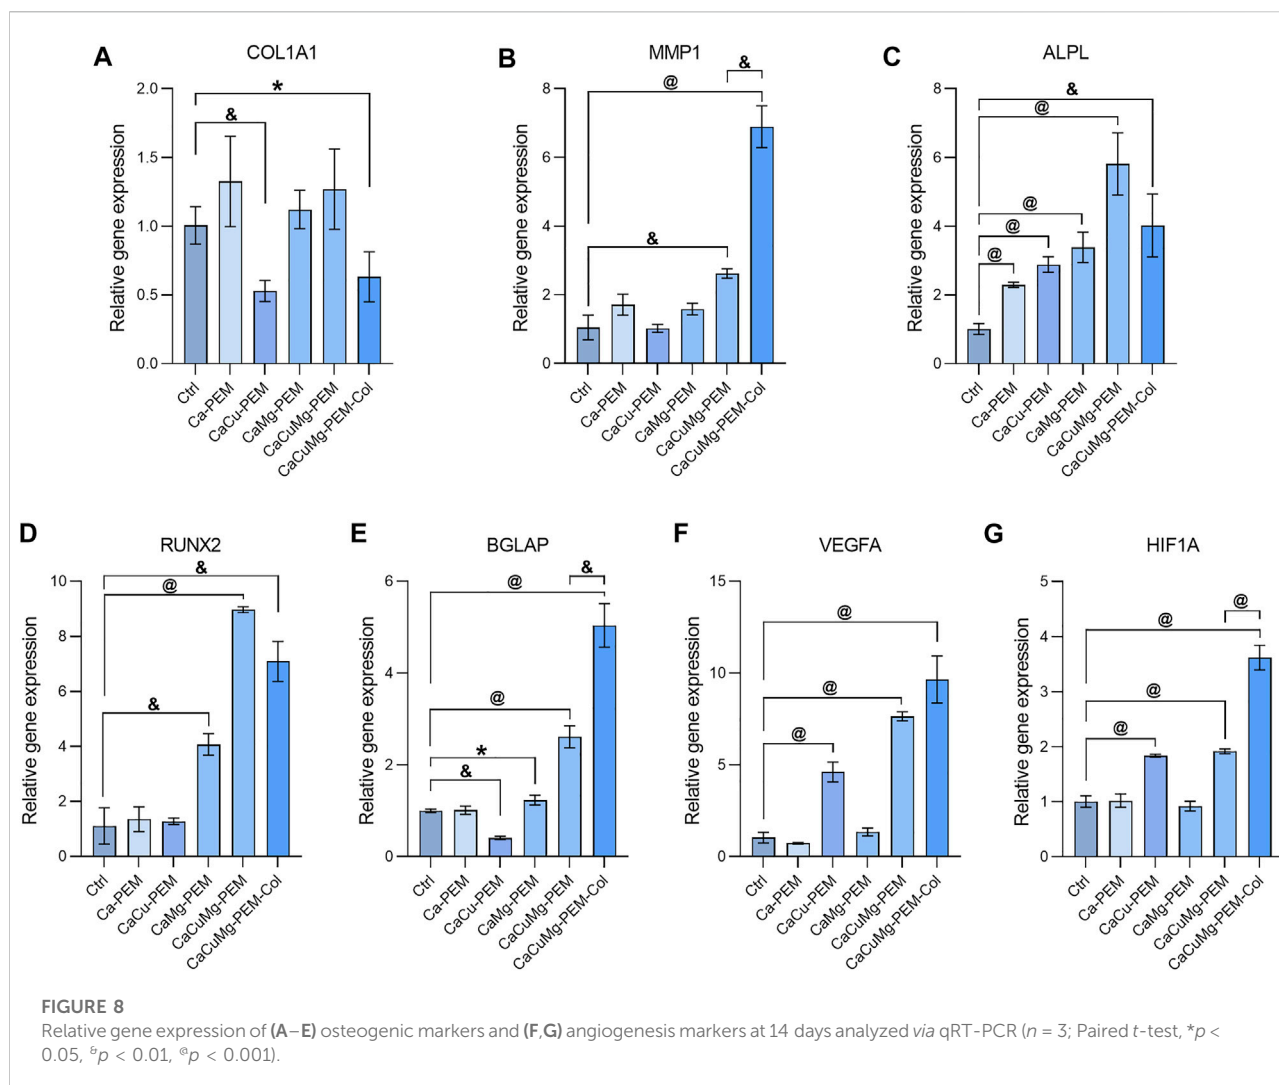 A
COL1A1
Relative gene expression
2.0
1.5
1.0
0.5
0.0
*
&
Ctrl
Ca-PEM
CaCu-PEM
CaMg-PEM
CaCuMg-PEM
CaCuMg-PEM-Col
B
MMP1
Relative gene expression
8
6
4
2
0
&
@
&
Ctrl
Ca-PEM
CaCu-PEM
CaMg-PEM
CaCuMg-PEM
CaCuMg-PEM-Col
C
ALPL
Relative gene expression
8
6
4
2
0
&
@
@
@
@
Ctrl
Ca-PEM
CaCu-PEM
CaMg-PEM
CaCuMg-PEM
CaCuMg-PEM-Col
D
RUNX2
Relative gene expression
10
8
6
4
2
0
&
@
&
Ctrl
Ca-PEM
CaCu-PEM
CaMg-PEM
CaCuMg-PEM
CaCuMg-PEM-Col
E
BGLAP
Relative gene expression
6
4
2
0
&
@
@
*
&
Ctrl
Ca-PEM
CaCu-PEM
CaMg-PEM
CaCuMg-PEM
CaCuMg-PEM-Col
F
VEGFA
Relative gene expression
15
10
5
0
@
@
@
Ctrl
Ca-PEM
CaCu-PEM
CaMg-PEM
CaCuMg-PEM
CaCuMg-PEM-Col
G
HIF1A
Relative gene expression
5
4
3
2
1
0
@
@
@
@
Ctrl
Ca-PEM
CaCu-PEM
CaMg-PEM
CaCuMg-PEM
CaCuMg-PEM-Col
FIGURE 8
Relative gene expression of (A–E) osteogenic markers and (F,G) angiogenesis markers at 14 days analyzed via qRT-PCR (n = 3; Paired t-test, *p <
0.05, &p < 0.01, @p < 0.001).